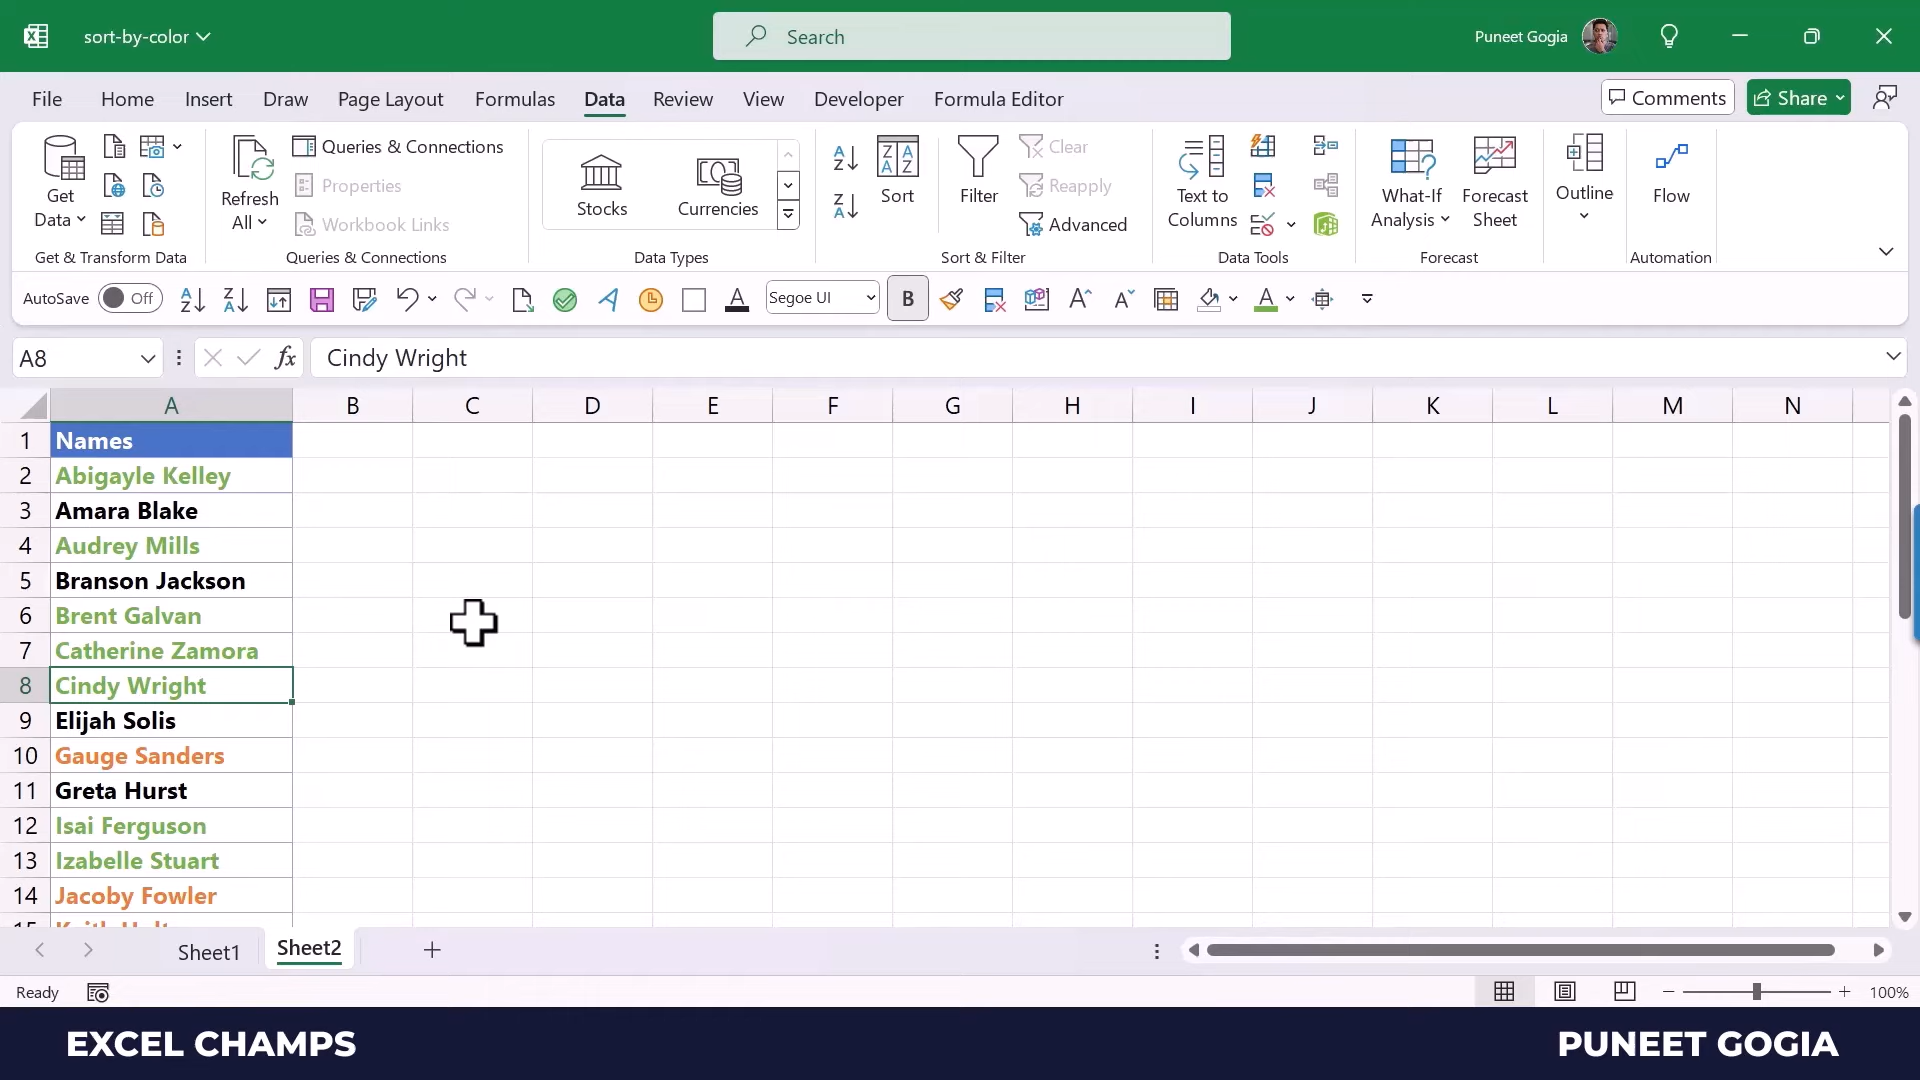 sort-by-color
Search
Puneet Gogia
File Home Insert Draw Page Layout Formulas Data Review View Developer Formula Editor Comments Share
Get Data
Refresh All
Queries & Connections
Properties
Workbook Links
Stocks
Currencies
Sort
Filter
Clear
Reapply
Advanced
Text to Columns
What-If Analysis
Forecast Sheet
Outline
Flow
Get & Transform Data
Queries & Connections
Data Types
Sort & Filter
Data Tools
Forecast
Automation
AutoSave Off Segoe UI B
A8 fx Cindy Wright
A B C D E F G H I J K L M N
1 Names
2 Abigayle Kelley
3 Amara Blake
4 Audrey Mills
5 Branson Jackson
6 Brent Galvan
7 Catherine Zamora
8 Cindy Wright
9 Elijah Solis
10 Gauge Sanders
11 Greta Hurst
12 Isai Ferguson
13 Izabelle Stuart
14 Jacoby Fowler
Sheet1 Sheet2
Ready 100%
EXCEL CHAMPS PUNEET GOGIA